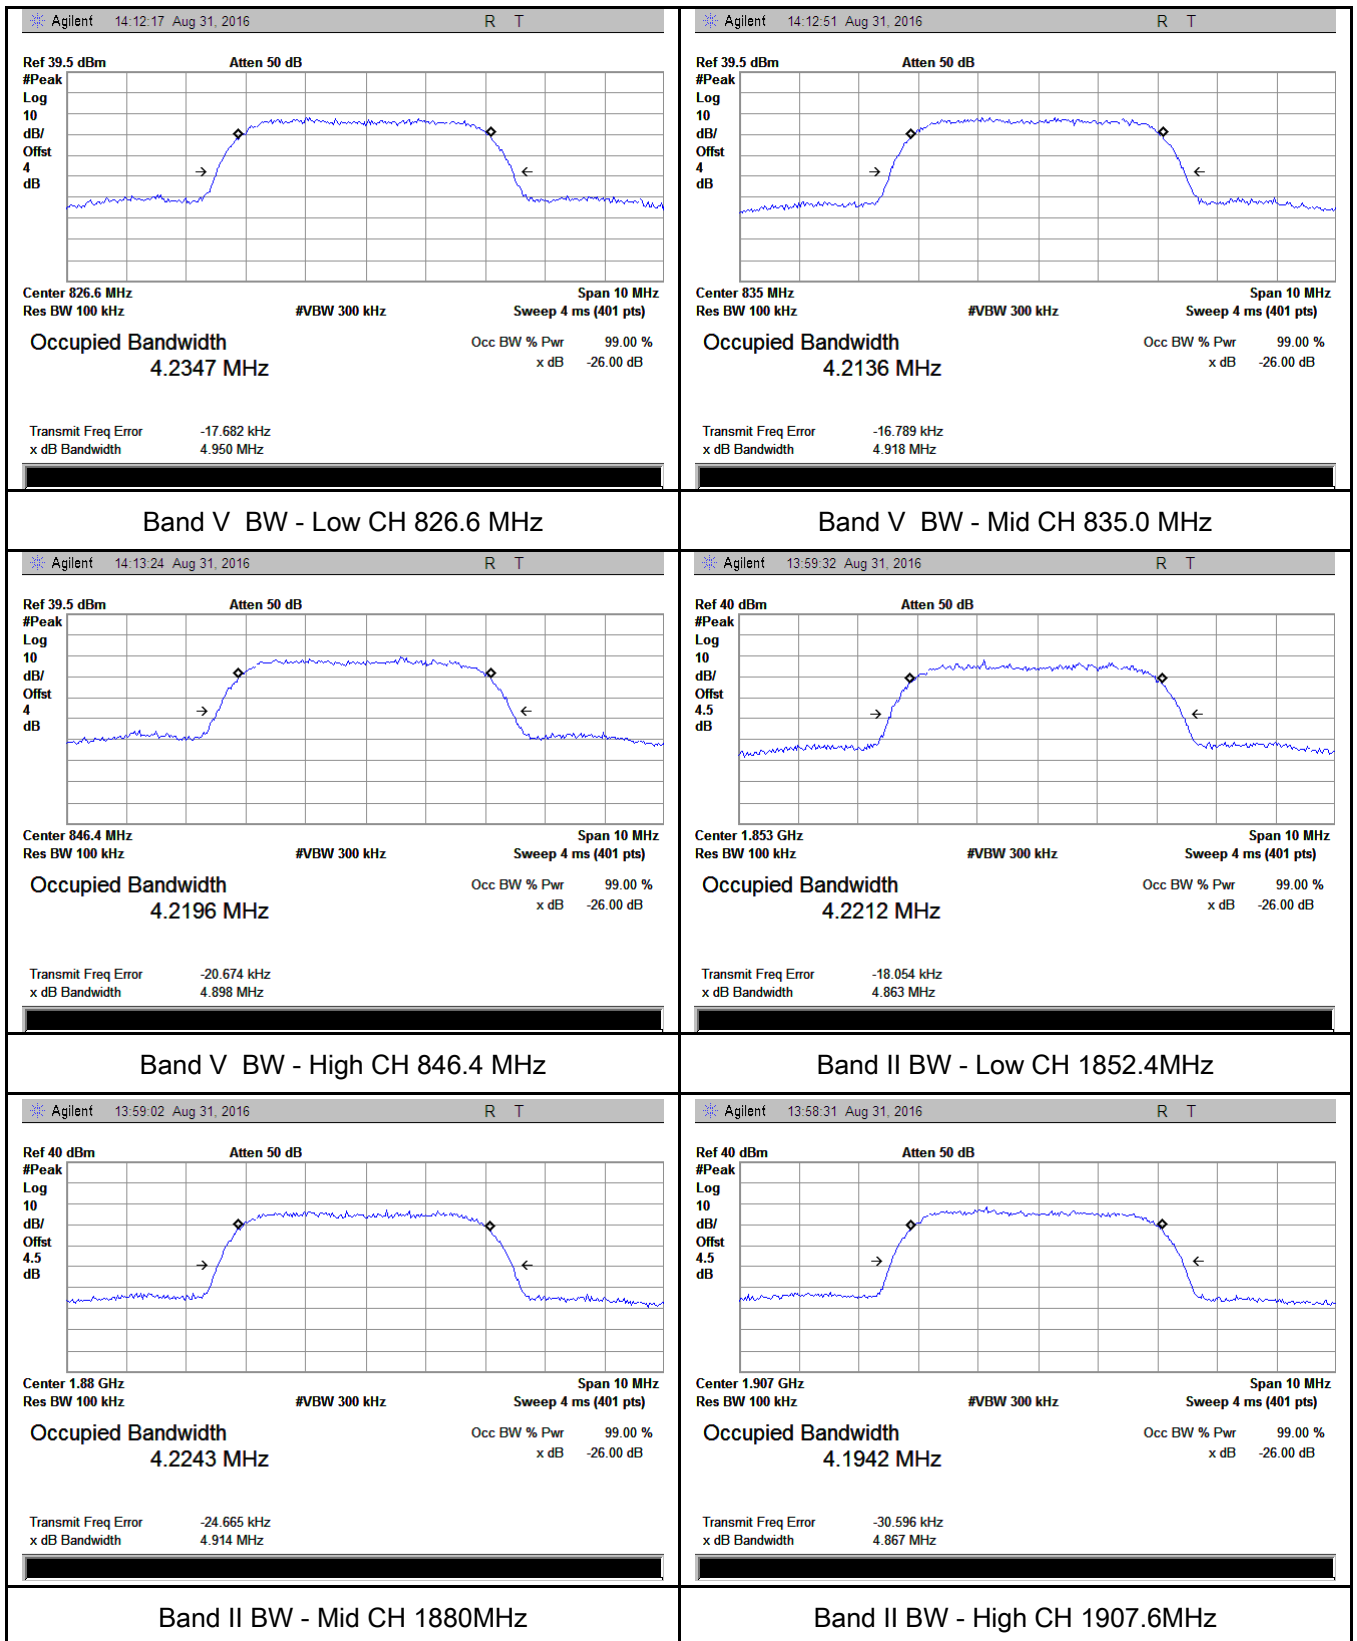 Agilent 14:12:17 Aug 31, 2016 R T
Ref 39.5 dBm Atten 50 dB
#Peak
Log
10
dB/
Offst
4
dB
Center 826.6 MHz Span 10 MHz
Res BW 100 kHz #VBW 300 kHz Sweep 4 ms (401 pts)
Occupied Bandwidth Occ BW % Pwr 99.00 %
4.2347 MHz x dB -26.00 dB
Transmit Freq Error -17.682 kHz
x dB Bandwidth 4.950 MHz
Band V BW - Low CH 826.6 MHz
Agilent 14:12:51 Aug 31, 2016 R T
Ref 39.5 dBm Atten 50 dB
#Peak
Log
10
dB/
Offst
4
dB
Center 835 MHz Span 10 MHz
Res BW 100 kHz #VBW 300 kHz Sweep 4 ms (401 pts)
Occupied Bandwidth Occ BW % Pwr 99.00 %
4.2136 MHz x dB -26.00 dB
Transmit Freq Error -16.789 kHz
x dB Bandwidth 4.918 MHz
Band V BW - Mid CH 835.0 MHz
Agilent 14:13:24 Aug 31, 2016 R T
Ref 39.5 dBm Atten 50 dB
#Peak
Log
10
dB/
Offst
4
dB
Center 846.4 MHz Span 10 MHz
Res BW 100 kHz #VBW 300 kHz Sweep 4 ms (401 pts)
Occupied Bandwidth Occ BW % Pwr 99.00 %
4.2196 MHz x dB -26.00 dB
Transmit Freq Error -20.674 kHz
x dB Bandwidth 4.898 MHz
Band V BW - High CH 846.4 MHz
Agilent 13:59:32 Aug 31, 2016 R T
Ref 40 dBm Atten 50 dB
#Peak
Log
10
dB/
Offst
4.5
dB
Center 1.853 GHz Span 10 MHz
Res BW 100 kHz #VBW 300 kHz Sweep 4 ms (401 pts)
Occupied Bandwidth Occ BW % Pwr 99.00 %
4.2212 MHz x dB -26.00 dB
Transmit Freq Error -18.054 kHz
x dB Bandwidth 4.863 MHz
Band II BW - Low CH 1852.4MHz
Agilent 13:59:02 Aug 31, 2016 R T
Ref 40 dBm Atten 50 dB
#Peak
Log
10
dB/
Offst
4.5
dB
Center 1.88 GHz Span 10 MHz
Res BW 100 kHz #VBW 300 kHz Sweep 4 ms (401 pts)
Occupied Bandwidth Occ BW % Pwr 99.00 %
4.2243 MHz x dB -26.00 dB
Transmit Freq Error -24.665 kHz
x dB Bandwidth 4.914 MHz
Band II BW - Mid CH 1880MHz
Agilent 13:58:31 Aug 31, 2016 R T
Ref 40 dBm Atten 50 dB
#Peak
Log
10
dB/
Offst
4.5
dB
Center 1.907 GHz Span 10 MHz
Res BW 100 kHz #VBW 300 kHz Sweep 4 ms (401 pts)
Occupied Bandwidth Occ BW % Pwr 99.00 %
4.1942 MHz x dB -26.00 dB
Transmit Freq Error -30.596 kHz
x dB Bandwidth 4.867 MHz
Band II BW - High CH 1907.6MHz